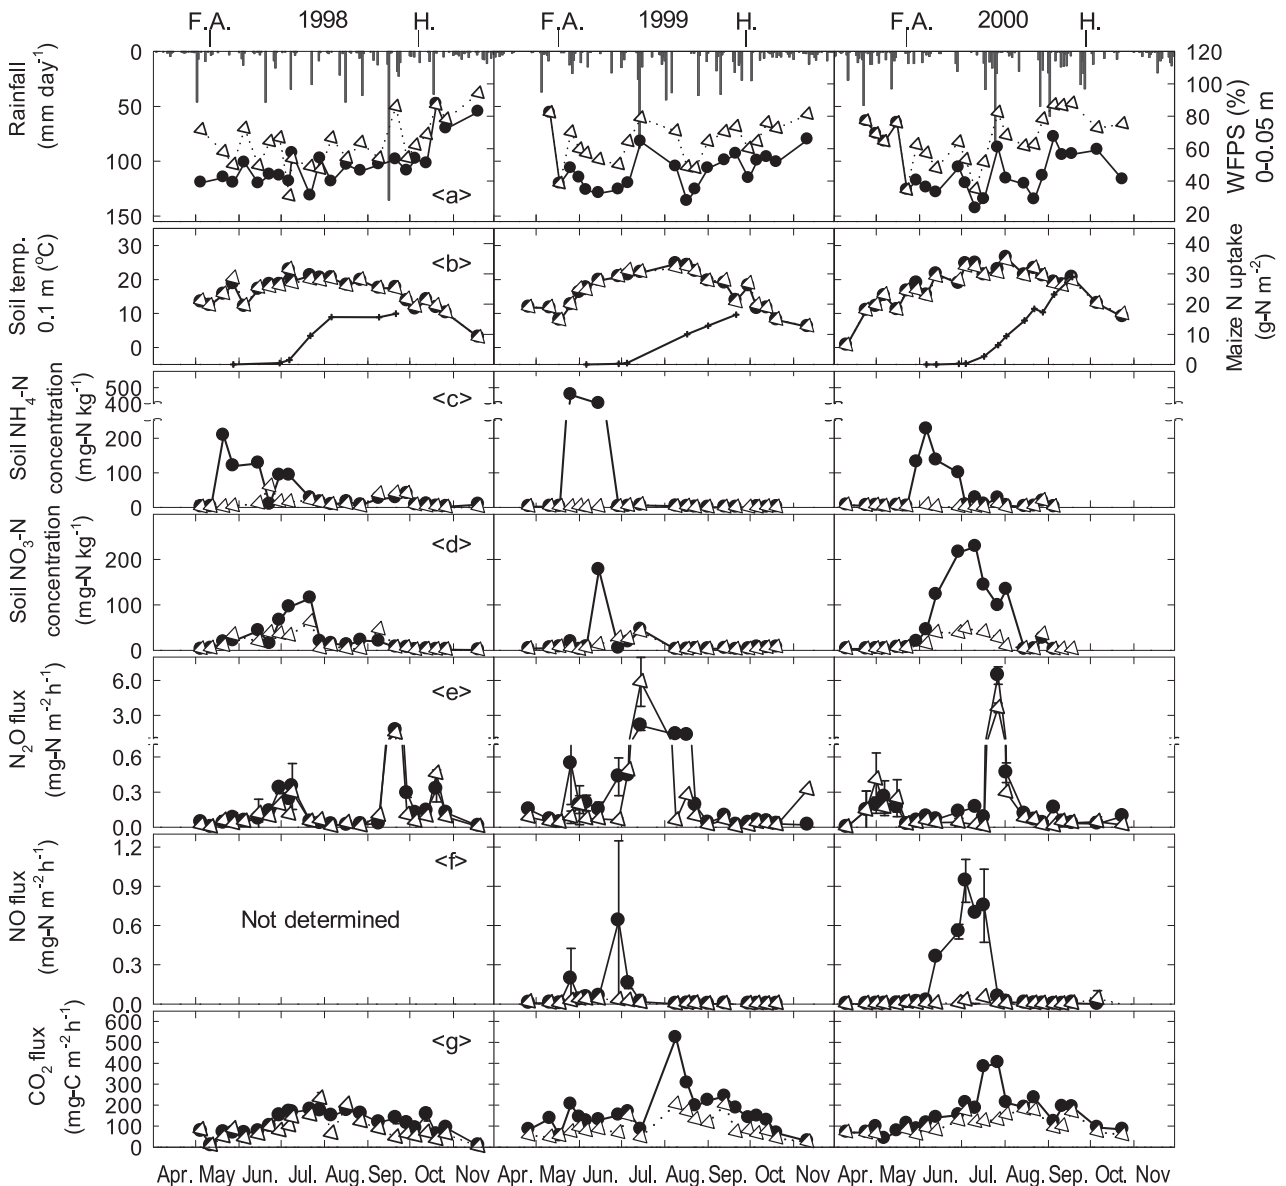 F.A. 1998 H. F.A. 1999 H. F.A. 2000 H.
Rainfall
(mm day-1)
0
50
100
150
<a>
120
100
80
60
40
20
WFPS (%)
0-0.05 m
Soil temp.
0.1 m (oC)
30
20
10
0
<b>
40
30
20
10
0
Maize N uptake
(g-N m-2)
Soil NH4-N
concentration
(mg-N kg-1)
500
400
200
100
0
<c>
Soil NO3-N
concentration
(mg-N kg-1)
200
100
0
<d>
N2O flux
(mg-N m-2 h-1)
6.0
3.0
0.6
0.3
0.0
<e>
NO flux
(mg-N m-2 h-1)
1.2
0.9
0.6
0.3
0.0
<f>
Not determined
CO2 flux
(mg-C m-2 h-1)
600
500
400
300
200
100
0
<g>
Apr. May Jun. Jul. Aug. Sep. Oct. Nov Apr. May Jun. Jul. Aug. Sep. Oct. Nov Apr. May Jun. Jul. Aug. Sep. Oct. Nov